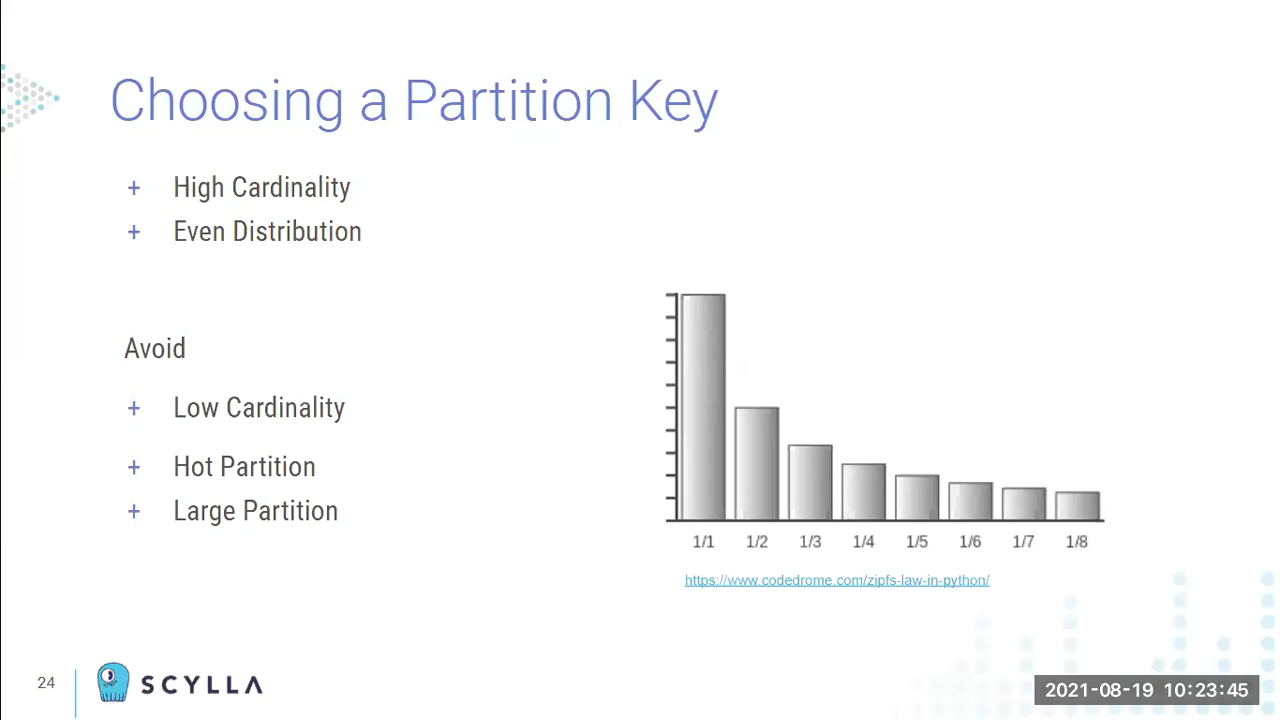 Choosing a Partition Key
+ High Cardinality
+ Even Distribution
Avoid
+ Low Cardinality
+ Hot Partition
+ Large Partition
1/1 1/2 1/3 1/4 1/5 1/6 1/7 1/8
https://www.codedrome.com/zipfs-law-in-python/
24
SCYLLA
2021-08-19 10:23:45